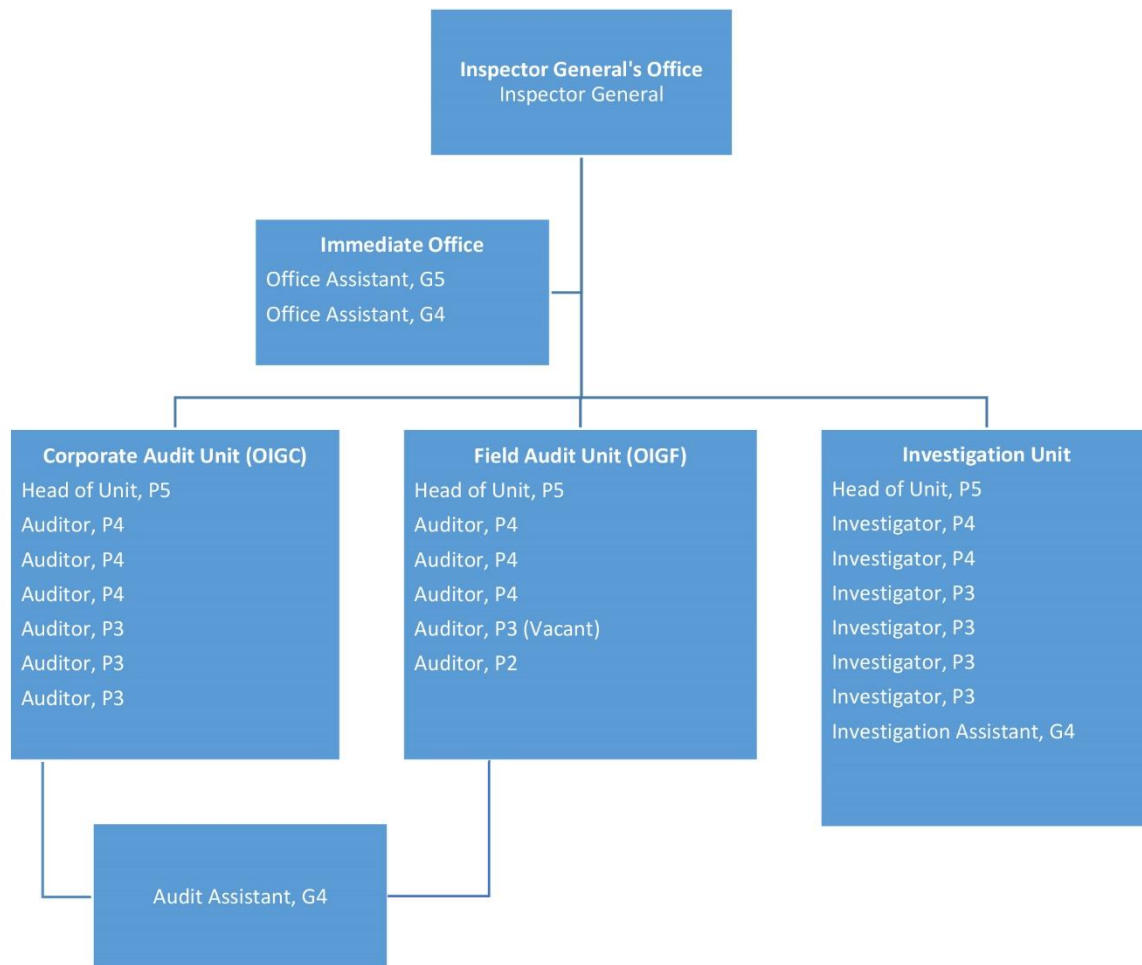 Inspector General's Office
Inspector General
Immediate Office
Office Assistant, G5
Office Assistant, G4
Corporate Audit Unit (OIGC)
Head of Unit, P5
Auditor, P4
Auditor, P4
Auditor, P4
Auditor, P3
Auditor, P3
Auditor, P3
Field Audit Unit (OIGF)
Head of Unit, P5
Auditor, P4
Auditor, P4
Auditor, P4
Auditor, P3 (Vacant)
Auditor, P2
Investigation Unit
Head of Unit, P5
Investigator, P4
Investigator, P4
Investigator, P3
Investigator, P3
Investigator, P3
Investigator, P3
Investigation Assistant, G4
Audit Assistant, G4